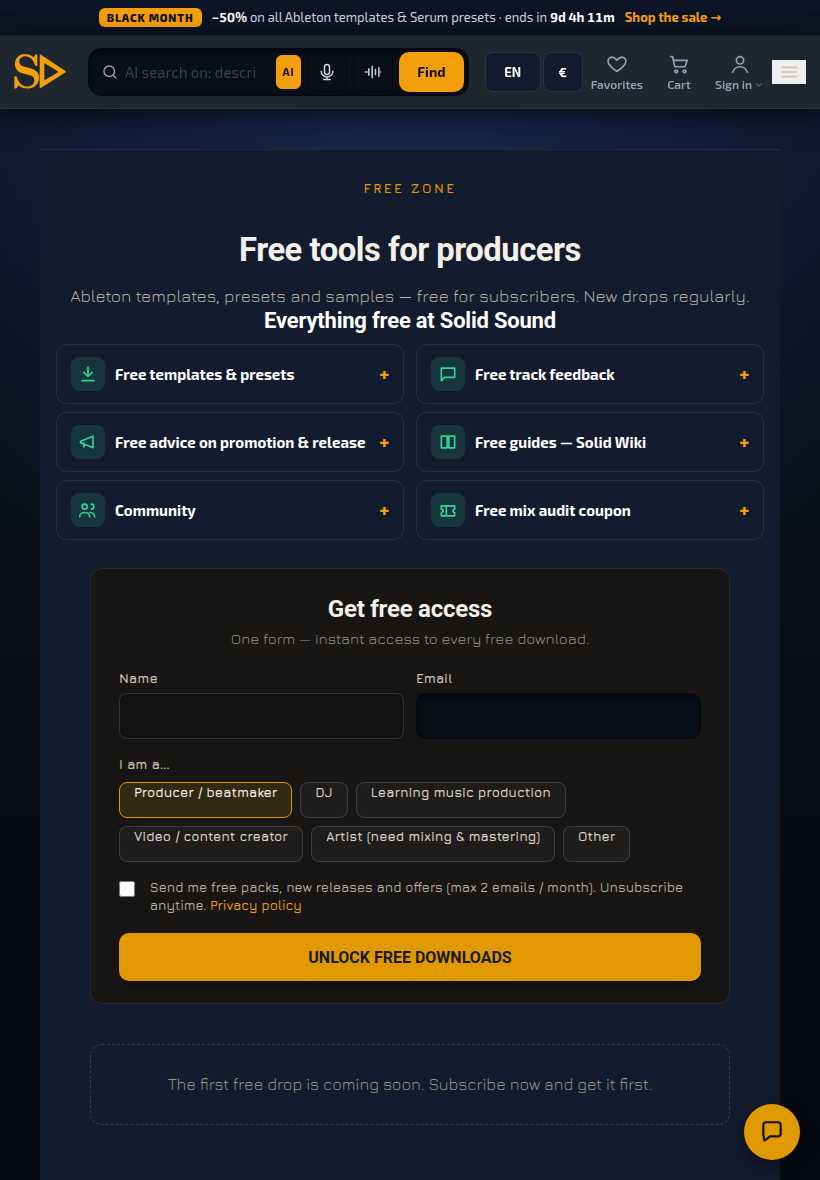 BLACK MONTH −50% on all Ableton templates & Serum presets · ends in 9d 4h 11m Shop the sale →
S
AI search on: descri AI Find EN € Favorites Cart Sign in
FREE ZONE
Free tools for producers
Ableton templates, presets and samples — free for subscribers. New drops regularly.
Everything free at Solid Sound
Free templates & presets + Free track feedback +
Free advice on promotion & release + Free guides — Solid Wiki +
Community + Free mix audit coupon +
Get free access
One form — instant access to every free download.
Name Email
I am a...
Producer / beatmaker DJ Learning music production
Video / content creator Artist (need mixing & mastering) Other
Send me free packs, new releases and offers (max 2 emails / month). Unsubscribe
anytime. Privacy policy
UNLOCK FREE DOWNLOADS
The first free drop is coming soon. Subscribe now and get it first.